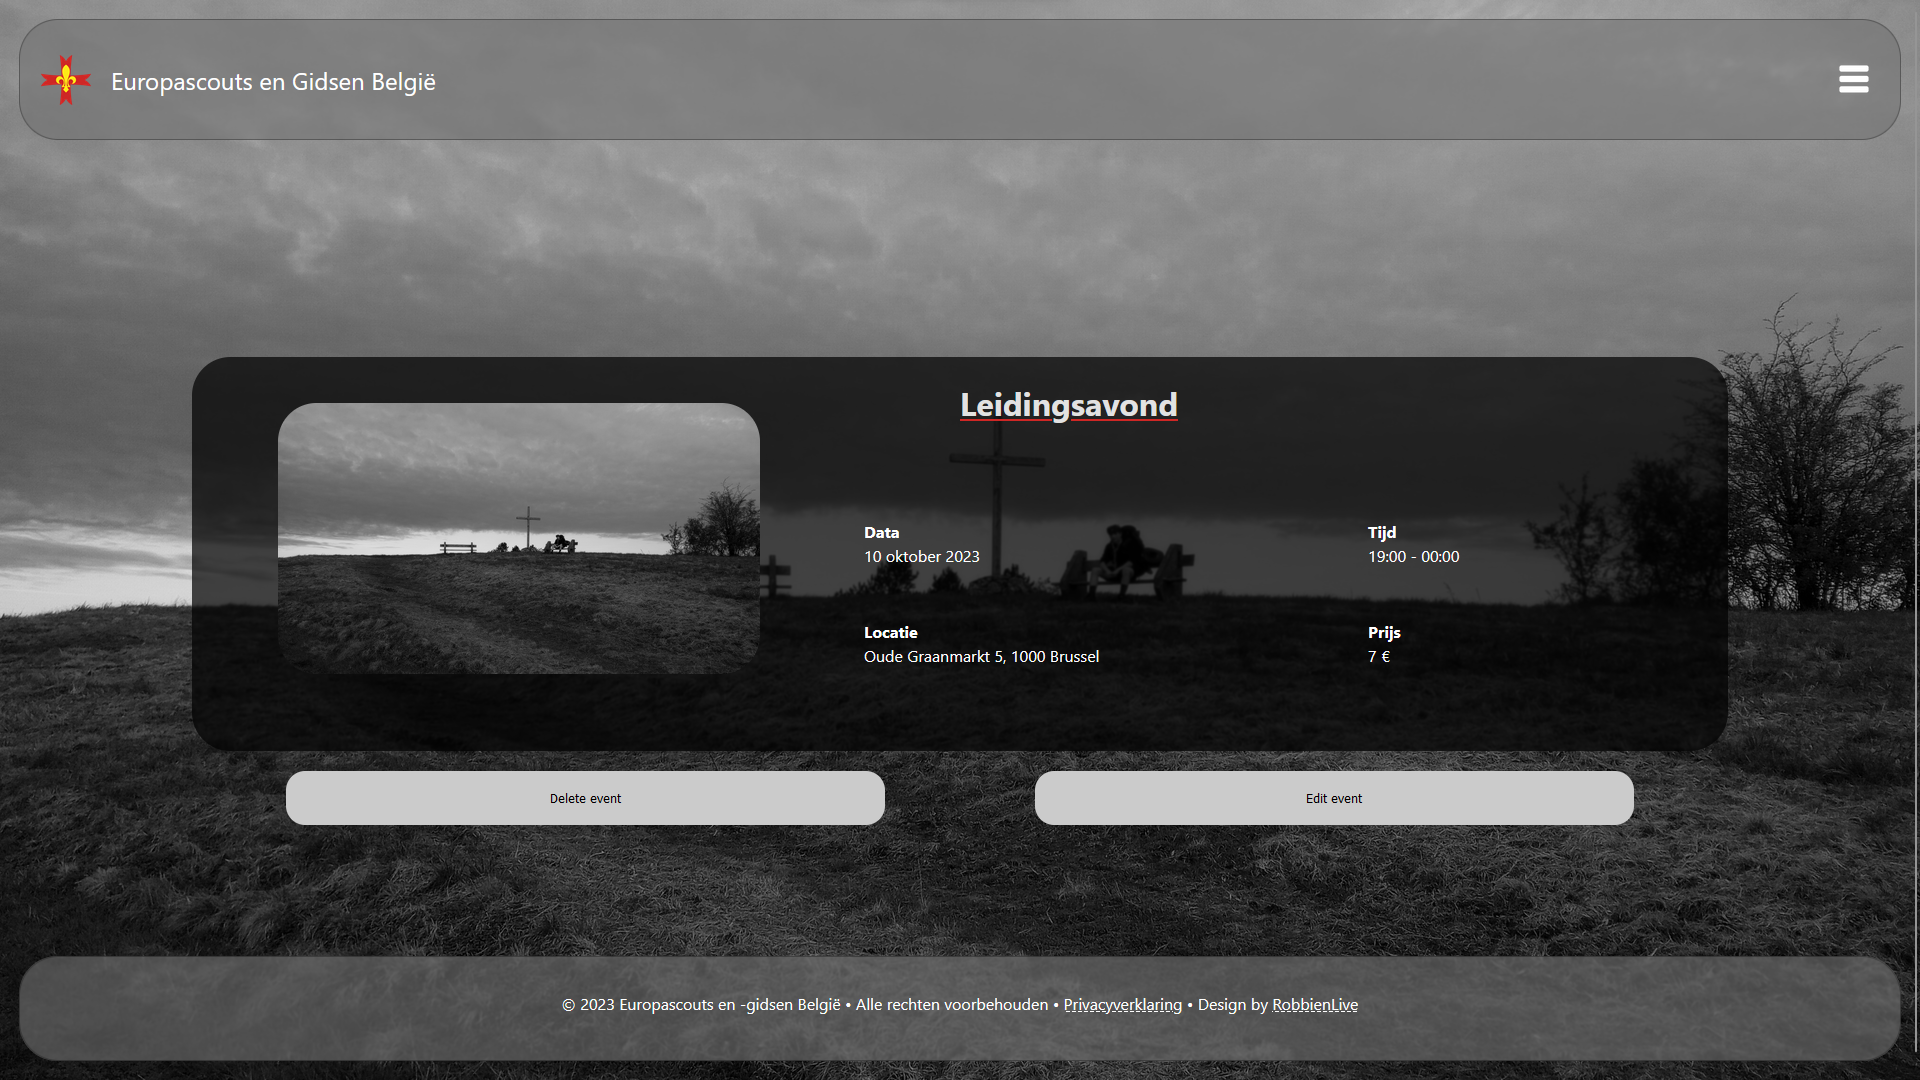 Europascouts en Gidsen België
Leidingsavond
Data
10 oktober 2023
Tijd
19:00 - 00:00
Locatie
Oude Graanmarkt 5, 1000 Brussel
Prijs
7 €
Delete event
Edit event
© 2023 Europascouts en -gidsen België • Alle rechten voorbehouden • Privacyverklaring • Design by RobbienLive